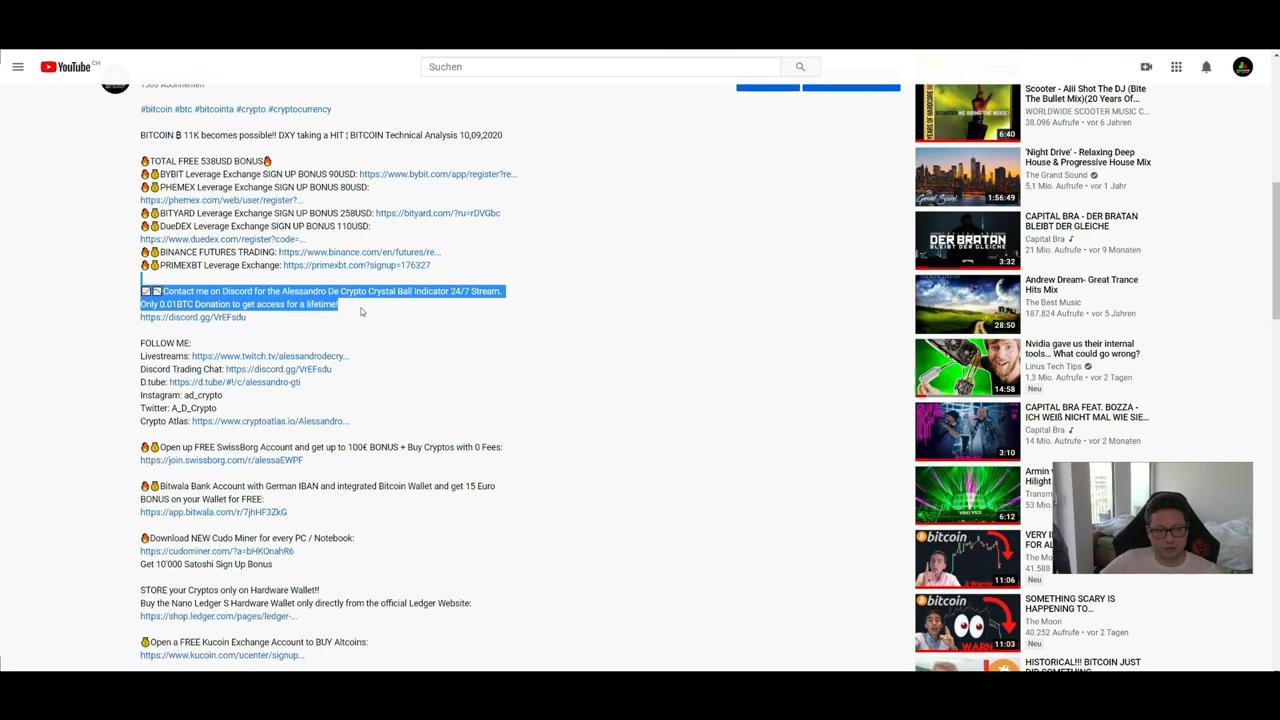 YouTube CH
Suchen
1500 Abonnenten
#bitcoin #btc #bitcointa #crypto #cryptocurrency
BITCOIN ₿ 11K becomes possible!! DXY taking a HIT ¦ BITCOIN Technical Analysis 10,09,2020
🔥TOTAL FREE 538USD BONUS🔥
🔥💰BYBIT Leverage Exchange SIGN UP BONUS 90USD: https://www.bybit.com/app/register?re...
🔥💰PHEMEX Leverage Exchange SIGN UP BONUS 80USD:
https://phemex.com/web/user/register?...
🔥💰BITYARD Leverage Exchange SIGN UP BONUS 258USD: https://bityard.com/?ru=rDVGbc
🔥💰DueDEX Leverage Exchange SIGN UP BONUS 110USD:
https://www.duedex.com/register?code=...
🔥💰BINANCE FUTURES TRADING: https://www.binance.com/en/futures/re...
🔥💰PRIMEXBT Leverage Exchange: https://primexbt.com?signup=176327
📈📉Contact me on Discord for the Alessandro De Crypto Crystal Ball Indicator 24/7 Stream.
Only 0.01BTC Donation to get access for a lifetime!
https://discord.gg/VrEFsdu
FOLLOW ME:
Livestreams: https://www.twitch.tv/alessandrodecry...
Discord Trading Chat: https://discord.gg/VrEFsdu
D.tube: https://d.tube/#!/c/alessandro-gti
Instagram: ad_crypto
Twitter: A_D_Crypto
Crypto Atlas: https://www.cryptoatlas.io/Alessandro...
🔥💰Open up FREE SwissBorg Account and get up to 100€ BONUS + Buy Cryptos with 0 Fees:
https://join.swissborg.com/r/alessaEWPF
🔥💰Bitwala Bank Account with German IBAN and integrated Bitcoin Wallet and get 15 Euro
BONUS on your Wallet for FREE:
https://app.bitwala.com/r/7jhHF3ZkG
🔥Download NEW Cudo Miner for every PC / Notebook:
https://cudominer.com/?a=bHKOnahR6
Get 10'000 Satoshi Sign Up Bonus
STORE your Cryptos only on Hardware Wallet!!
Buy the Nano Ledger S Hardware Wallet only directly from the official Ledger Website:
https://shop.ledger.com/pages/ledger-...
💰Open a FREE Kucoin Exchange Account to BUY Altcoins:
https://www.kucoin.com/ucenter/signup...
6:40
Scooter - Aiii Shot The DJ (Bite
The Bullet Mix)(20 Years Of...
WORLDWIDE SCOOTER MUSIC C...
38.096 Aufrufe • vor 6 Jahren
1:56:49
'Night Drive' - Relaxing Deep
House & Progressive House Mix
The Grand Sound
5,1 Mio. Aufrufe • vor 1 Jahr
DER BRATAN
BLEIBT DER GLEICHE
3:32
CAPITAL BRA - DER BRATAN
BLEIBT DER GLEICHE
Capital Bra
21 Mio. Aufrufe • vor 9 Monaten
28:50
Andrew Dream- Great Trance
Hits Mix
The Best Music
187.824 Aufrufe • vor 5 Jahren
14:58
Nvidia gave us their internal
tools... What could go wrong?
Linus Tech Tips
1,3 Mio. Aufrufe • vor 2 Tagen
Neu
3:10
CAPITAL BRA FEAT. BOZZA -
ICH WEIß NICHT MAL WIE SIE...
Capital Bra
14 Mio. Aufrufe • vor 2 Monaten
VINI VICI
6:12
Armin v
Hilight
Transm
53 Mio.
bitcoin
11:06
VERY I
FOR AL
The Mo
41.588
Neu
bitcoin
WARN
11:03
SOMETHING SCARY IS
HAPPENING TO...
The Moon
40.252 Aufrufe • vor 2 Tagen
Neu
HISTORICAL!!! BITCOIN JUST